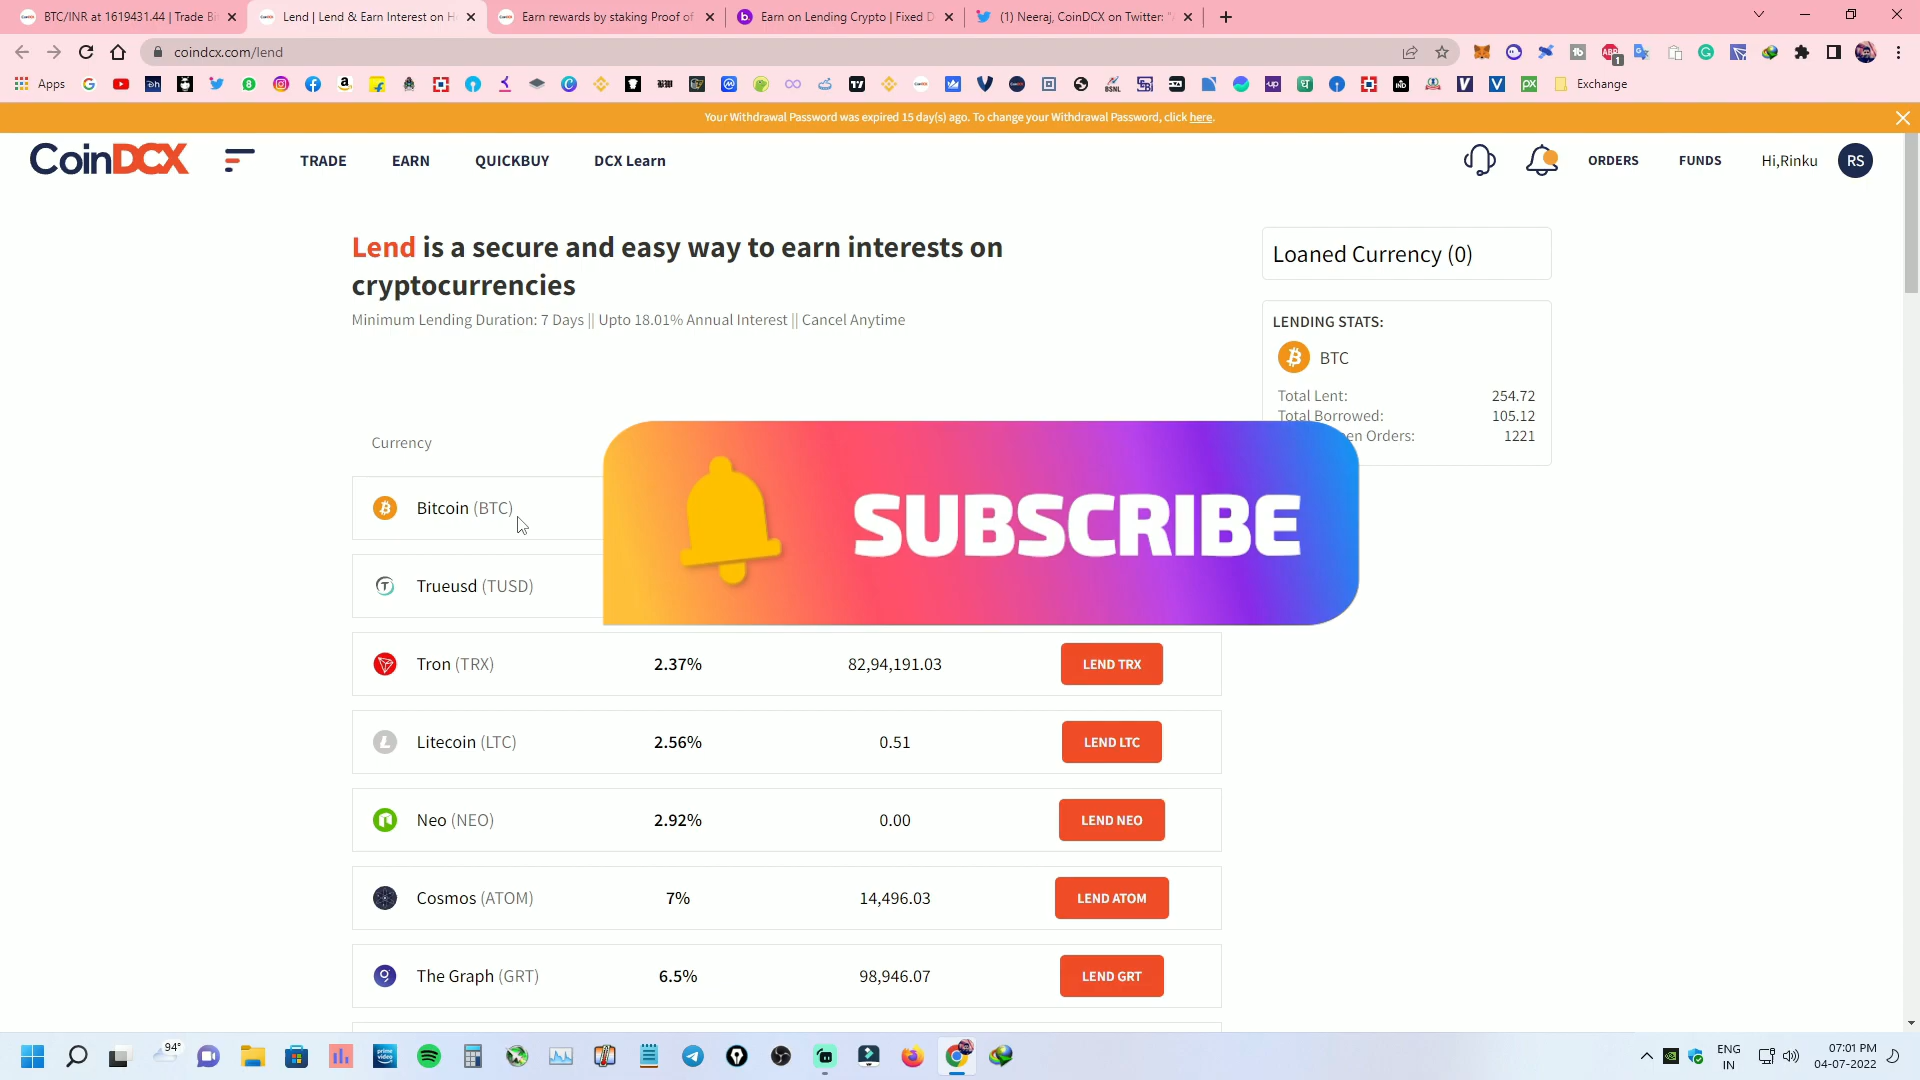 BTC/INR at 1619431.44 | Trade Bi
Lend | Lend & Earn Interest on H
Earn rewards by staking Proof of
Earn on Lending Crypto | Fixed D
(1) Neeraj, CoinDCX on Twitter: "
coindcx.com/lend
Apps
Exchange
Your Withdrawal Password was expired 15 day(s) ago. To change your Withdrawal Password, click here.
CoinDCX
TRADE
EARN
QUICKBUY
DCX Learn
ORDERS
FUNDS
Hi,Rinku
RS
Lend is a secure and easy way to earn interests on
cryptocurrencies
Minimum Lending Duration: 7 Days || Upto 18.01% Annual Interest || Cancel Anytime
Loaned Currency (0)
LENDING STATS:
BTC
Total Lent: 254.72
Total Borrowed: 105.12
en Orders: 1221
Currency
Bitcoin (BTC)
SUBSCRIBE
Trueusd (TUSD)
Tron (TRX) 2.37% 82,94,191.03 LEND TRX
Litecoin (LTC) 2.56% 0.51 LEND LTC
Neo (NEO) 2.92% 0.00 LEND NEO
Cosmos (ATOM) 7% 14,496.03 LEND ATOM
The Graph (GRT) 6.5% 98,946.07 LEND GRT
94°
ENG
IN
07:01 PM
04-07-2022